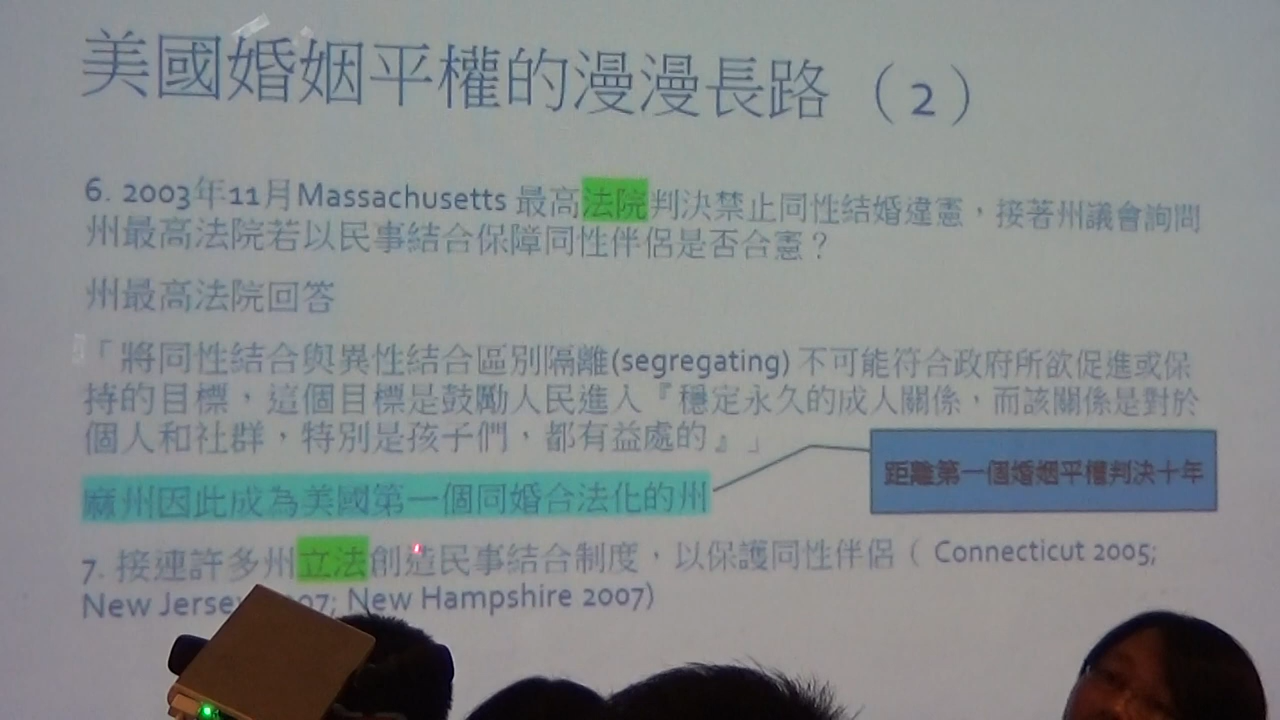 美國婚姻平權的漫漫長路（2）
6. 2003年11月Massachusetts 最高法院判決禁止同性結婚違憲，接著州議會詢問
州最高法院若以民事結合保障同性伴侶是否合憲？
州最高法院回答
「將同性結合與異性結合區別隔離(segregating) 不可能符合政府所欲促進或保
持的目標，這個目標是鼓勵人民進入『穩定永久的成人關係，而該關係是對於
個人和社群，特別是孩子們，都有益處的』」
麻州因此成為美國第一個同婚合法化的州
距離第一個婚姻平權判決十年
7. 接連許多州立法創造民事結合制度，以保護同性伴侶（ Connecticut 2005;
New Jersey 2007; New Hampshire 2007)